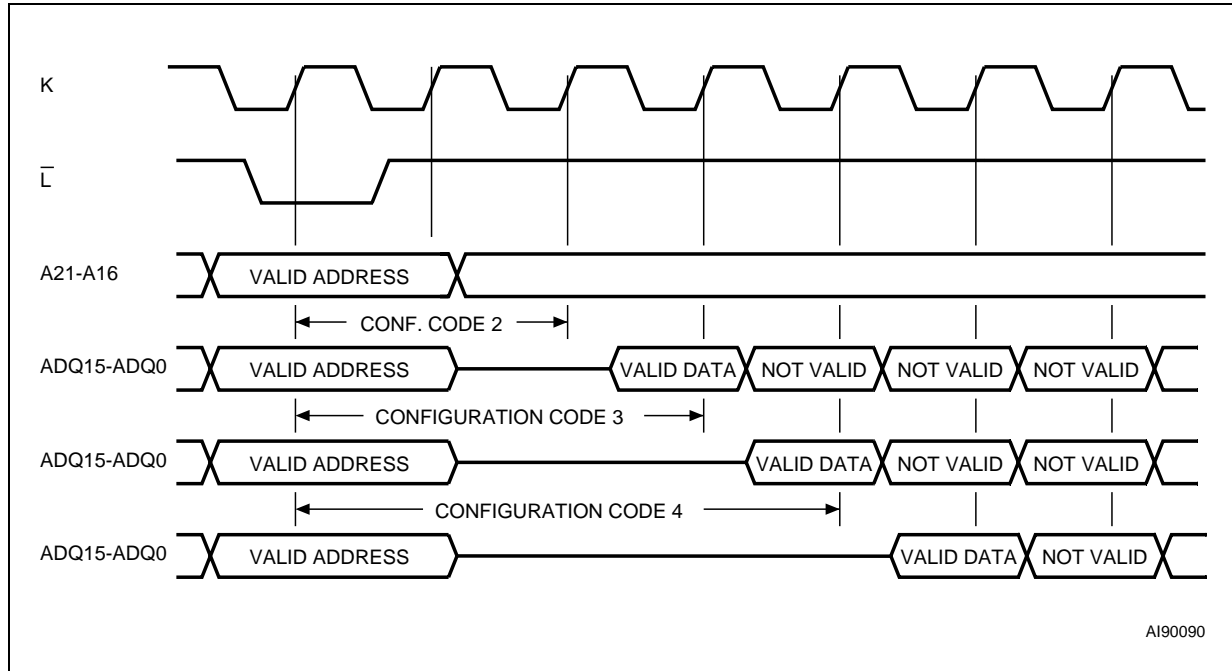 K
L̅
A21-A16 VALID ADDRESS
CONF. CODE 2
ADQ15-ADQ0 VALID ADDRESS VALID DATA NOT VALID NOT VALID NOT VALID
CONFIGURATION CODE 3
ADQ15-ADQ0 VALID ADDRESS VALID DATA NOT VALID NOT VALID
CONFIGURATION CODE 4
ADQ15-ADQ0 VALID ADDRESS VALID DATA NOT VALID
AI90090